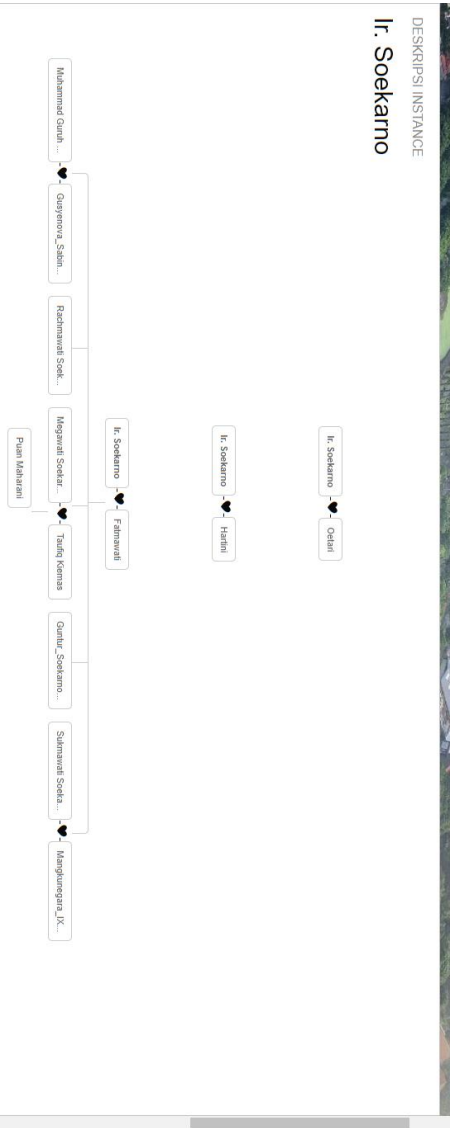 DESKRIPSI INSTANCE
Ir. Soekarno
Ir. Soekarno
Oetari
Ir. Soekarno
Hartini
Ir. Soekarno
Fatmawati
Muhammad Guruh ...
Gusyenova_Sabin...
Rachmawati Soek...
Megawati Soekar...
Taufiq Kiemas
Guntur_Soekarno...
Sukmawati Soeka...
Mangkunegara_IX...
Puan Maharani